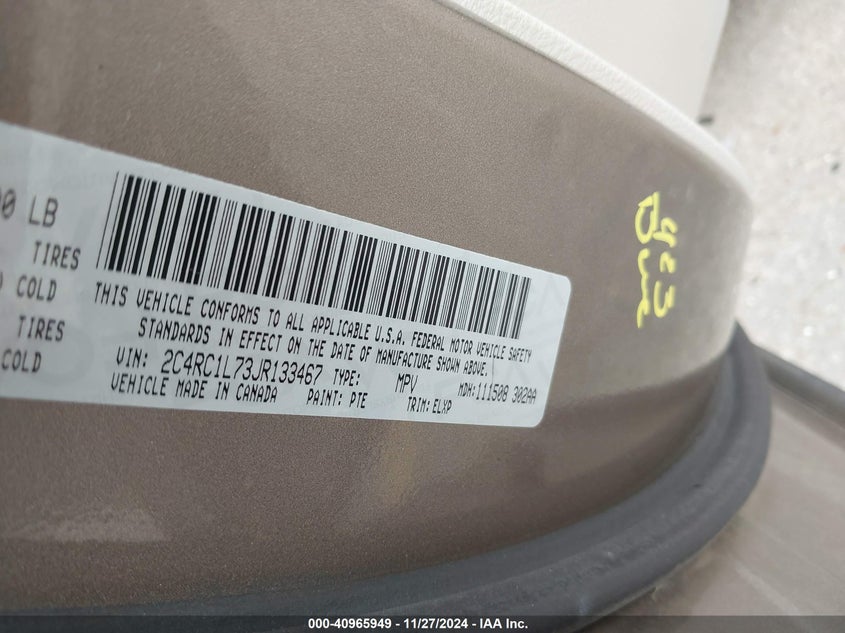 00 LB
TIRES
COLD
TIRES
COLD
THIS VEHICLE CONFORMS TO ALL APPLICABLE U.S.A. FEDERAL MOTOR VEHICLE SAFETY
STANDARDS IN EFFECT ON THE DATE OF MANUFACTURE SHOWN ABOVE.
VIN: 2C4RC1L73JR133467 TYPE: MPV MDH:111508 302AA
VEHICLE MADE IN CANADA PAINT: PTE TRIM:ELXP
000-40965949 — 11/27/2024 — IAA Inc.